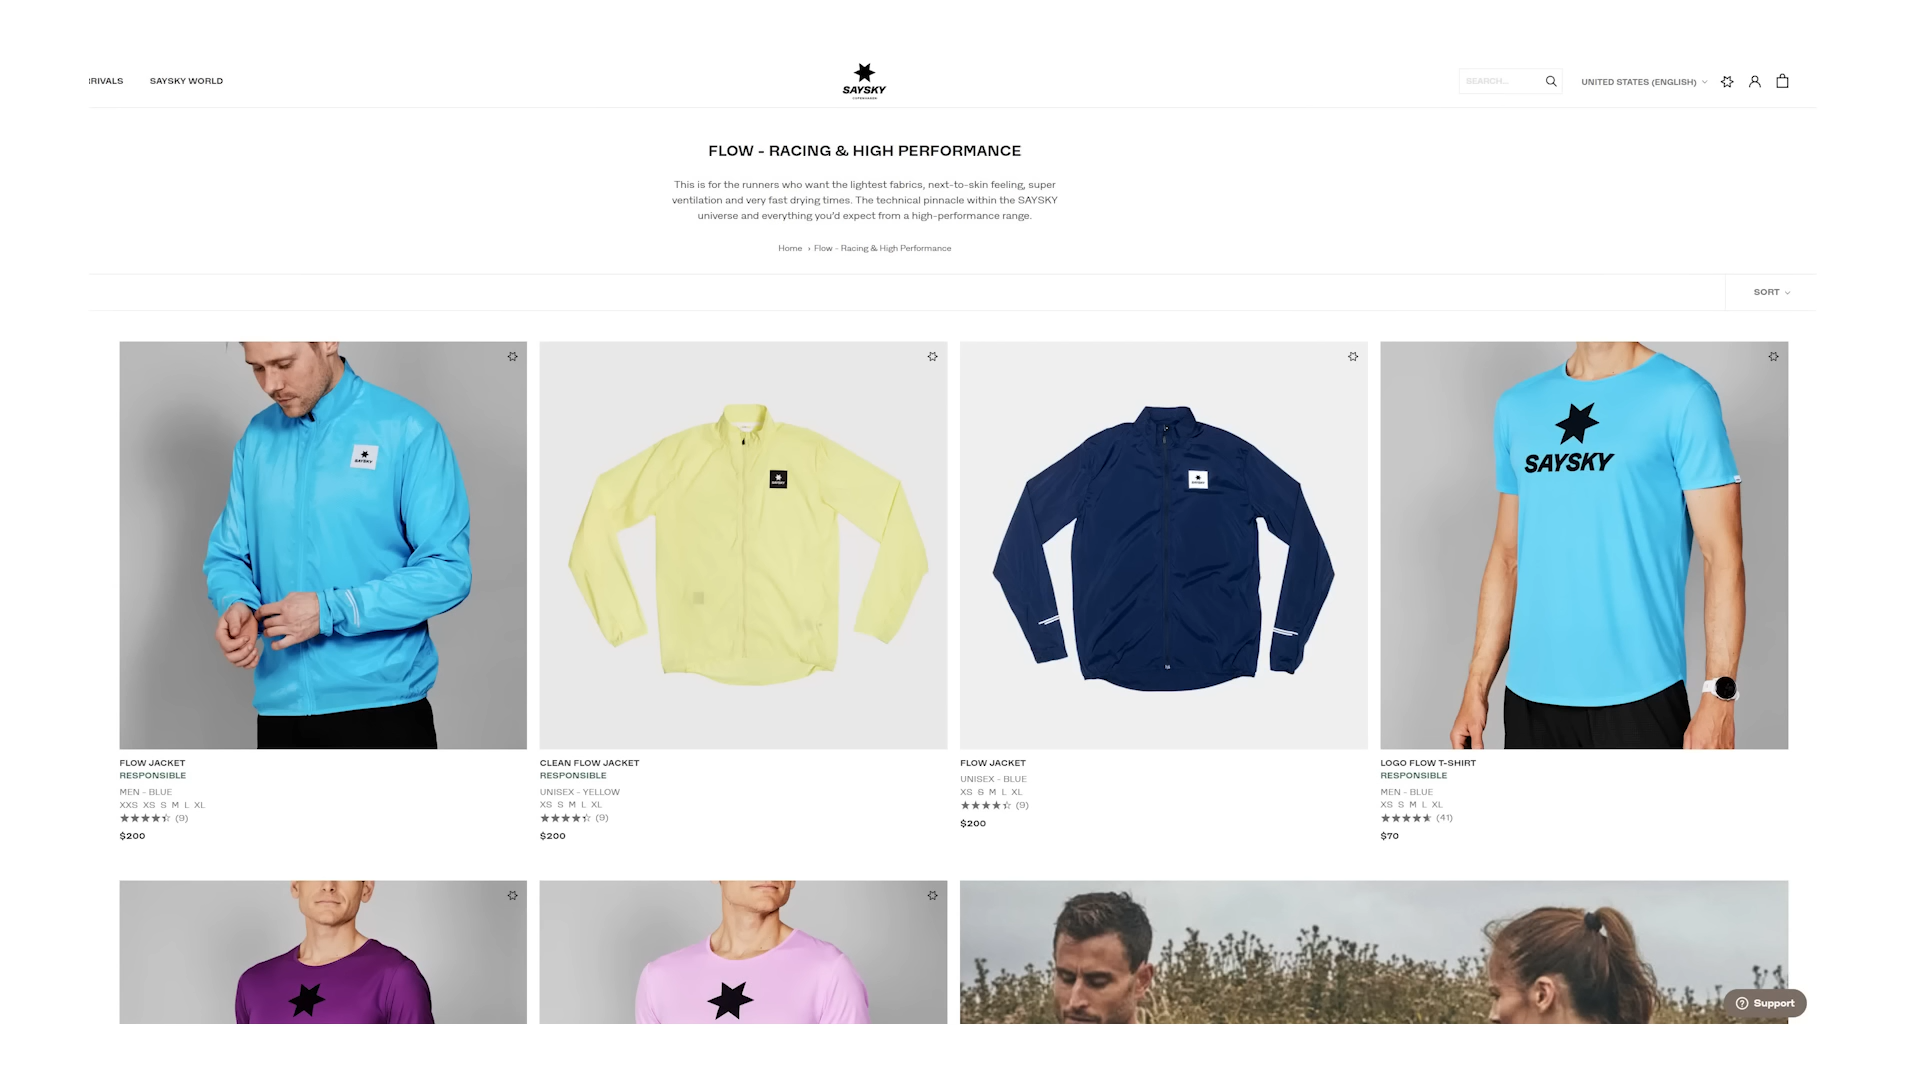 RIVALS
SAYSKY WORLD
SAYSKY
COPENHAGEN
SEARCH...
UNITED STATES (ENGLISH)
FLOW - RACING & HIGH PERFORMANCE
This is for the runners who want the lightest fabrics, next-to-skin feeling, super
ventilation and very fast drying times. The technical pinnacle within the SAYSKY
universe and everything you'd expect from a high-performance range.
Home › Flow - Racing & High Performance
SORT
SAYSKY
SAYSKY
FLOW JACKET
RESPONSIBLE
MEN - BLUE
XXS XS S M L XL
(9)
$200
CLEAN FLOW JACKET
RESPONSIBLE
UNISEX - YELLOW
XS S M L XL
(9)
$200
FLOW JACKET
UNISEX - BLUE
XS S M L XL
(9)
$200
LOGO FLOW T-SHIRT
RESPONSIBLE
MEN - BLUE
XS S M L XL
(41)
$70
Support